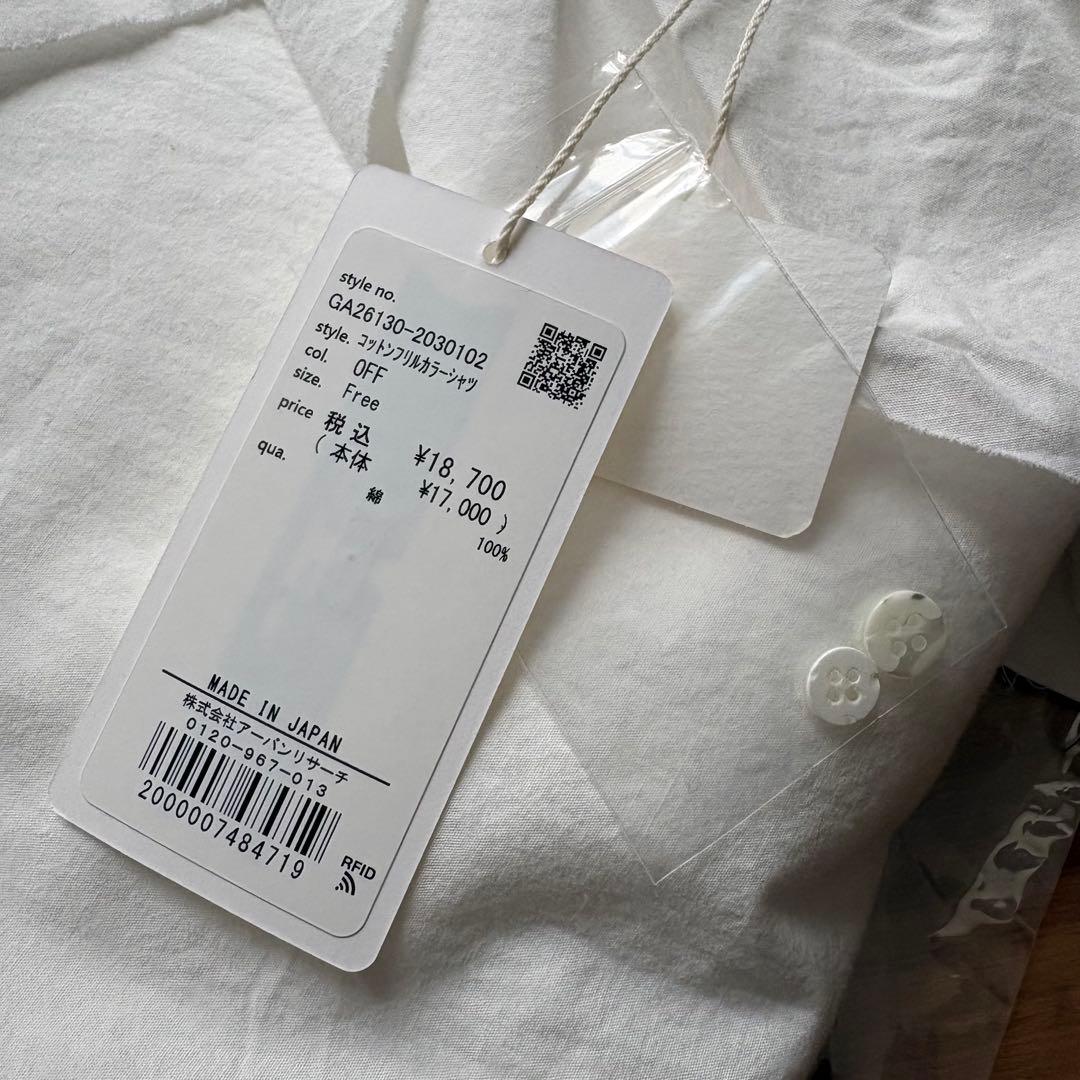 style no.
GA26130-2030102
style. コットンフリルカラーシャツ
col. OFF
size. Free
price 税込 ¥18,700
(本体 ¥17,000)
qua.
綿 100%
MADE IN JAPAN
株式会社アーバンリサーチ
0120-967-013
2000007484719
RFID